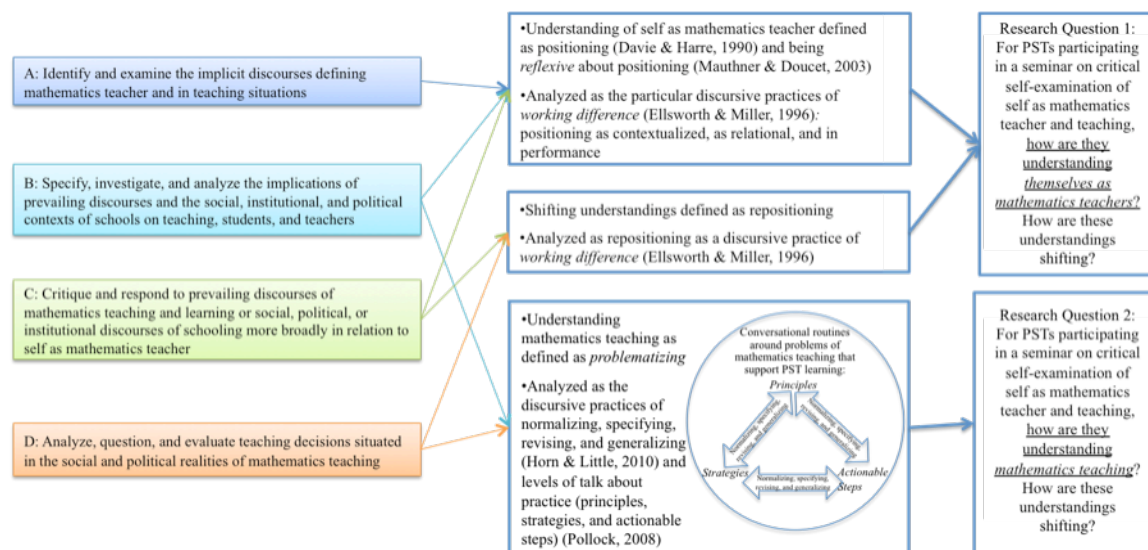 A: Identify and examine the implicit discourses defining
mathematics teacher and in teaching situations
B: Specify, investigate, and analyze the implications of
prevailing discourses and the social, institutional, and political
contexts of schools on teaching, students, and teachers
C: Critique and respond to prevailing discourses of
mathematics teaching and learning or social, political, or
institutional discourses of schooling more broadly in relation to
self as mathematics teacher
D: Analyze, question, and evaluate teaching decisions situated
in the social and political realities of mathematics teaching
•Understanding of self as mathematics teacher defined
as positioning (Davie & Harre, 1990) and being
reflexive about positioning (Mauthner & Doucet, 2003)
•Analyzed as the particular discursive practices of
working difference (Ellsworth & Miller, 1996):
positioning as contextualized, as relational, and in
performance
•Shifting understandings defined as repositioning
•Analyzed as repositioning as a discursive practice of
working difference (Ellsworth & Miller, 1996)
•Understanding
mathematics teaching as
defined as problematizing
•Analyzed as the
discursive practices of
normalizing, specifying,
revising, and generalizing
(Horn & Little, 2010) and
levels of talk about
practice (principles,
strategies, and actionable
steps) (Pollock, 2008)
Conversational routines
around problems of
mathematics teaching that
support PST learning:
Principles
Normalizing, specifying,
revising, and generalizing
Normalizing, specifying,
revising, and generalizing
Strategies
Normalizing, specifying,
revising, and generalizing
Actionable
Steps
Research Question 1:
For PSTs participating
in a seminar on critical
self-examination of
self as mathematics
teacher and teaching,
how are they
understanding
themselves as
mathematics teachers?
How are these
understandings
shifting?
Research Question 2:
For PSTs participating
in a seminar on critical
self-examination of
self as mathematics
teacher and teaching,
how are they
understanding
mathematics teaching?
How are these
understandings
shifting?